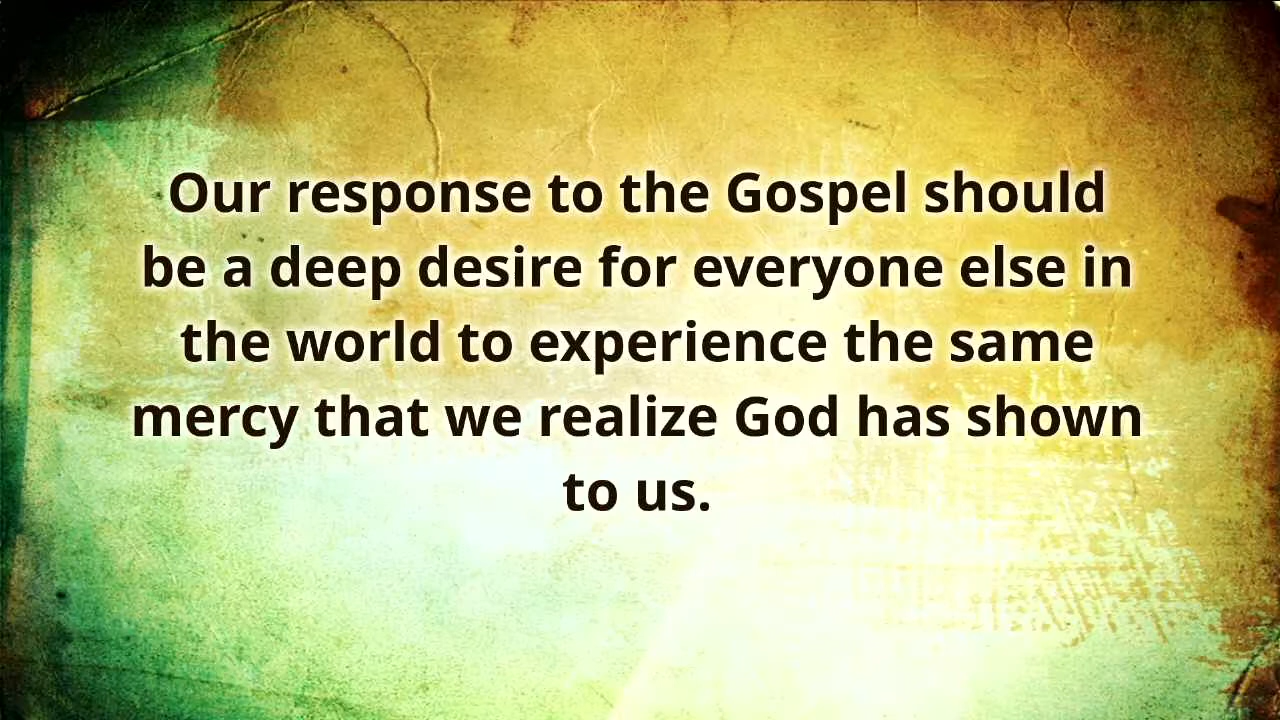 Our response to the Gospel should
be a deep desire for everyone else in
the world to experience the same
mercy that we realize God has shown
to us.